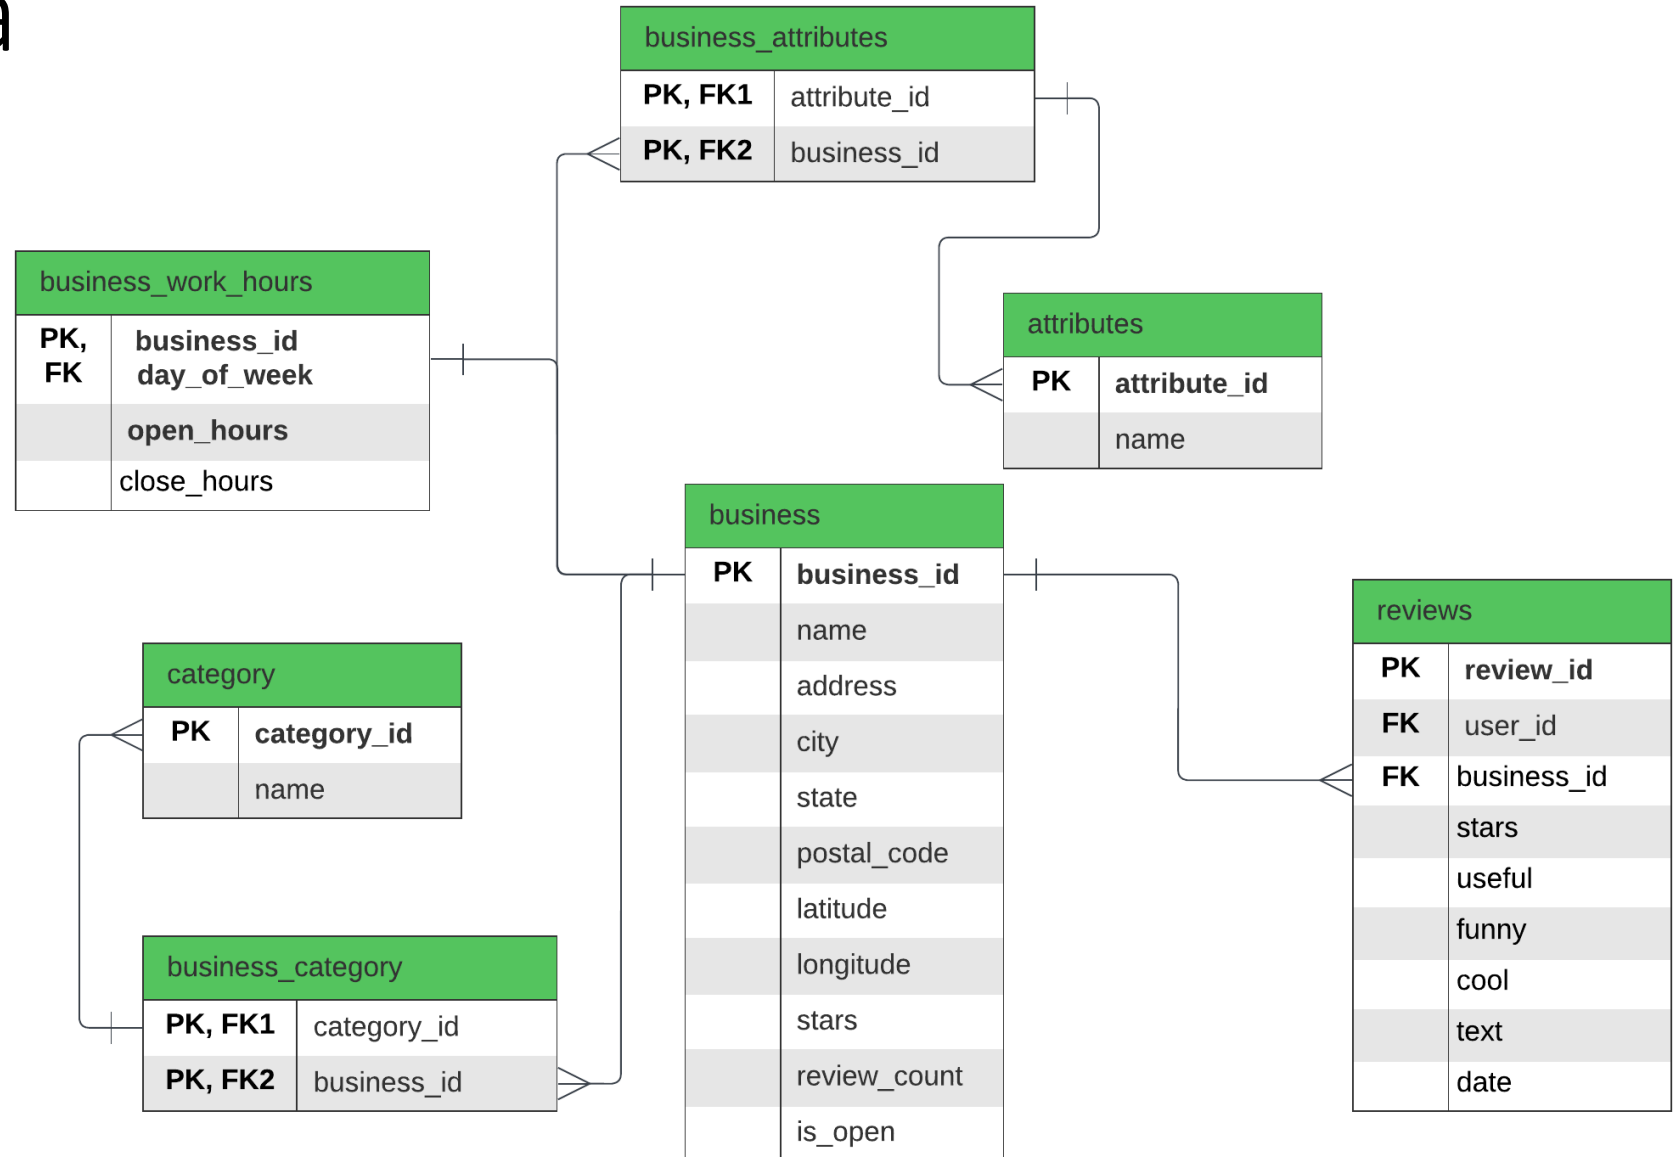 a
business_attributes
PK, FK1 attribute_id
PK, FK2 business_id
business_work_hours
PK, business_id
FK day_of_week
open_hours
close_hours
attributes
PK attribute_id
name
business
PK business_id
name
address
city
state
postal_code
latitude
longitude
stars
review_count
is_open
reviews
PK review_id
FK user_id
FK business_id
stars
useful
funny
cool
text
date
category
PK category_id
name
business_category
PK, FK1 category_id
PK, FK2 business_id